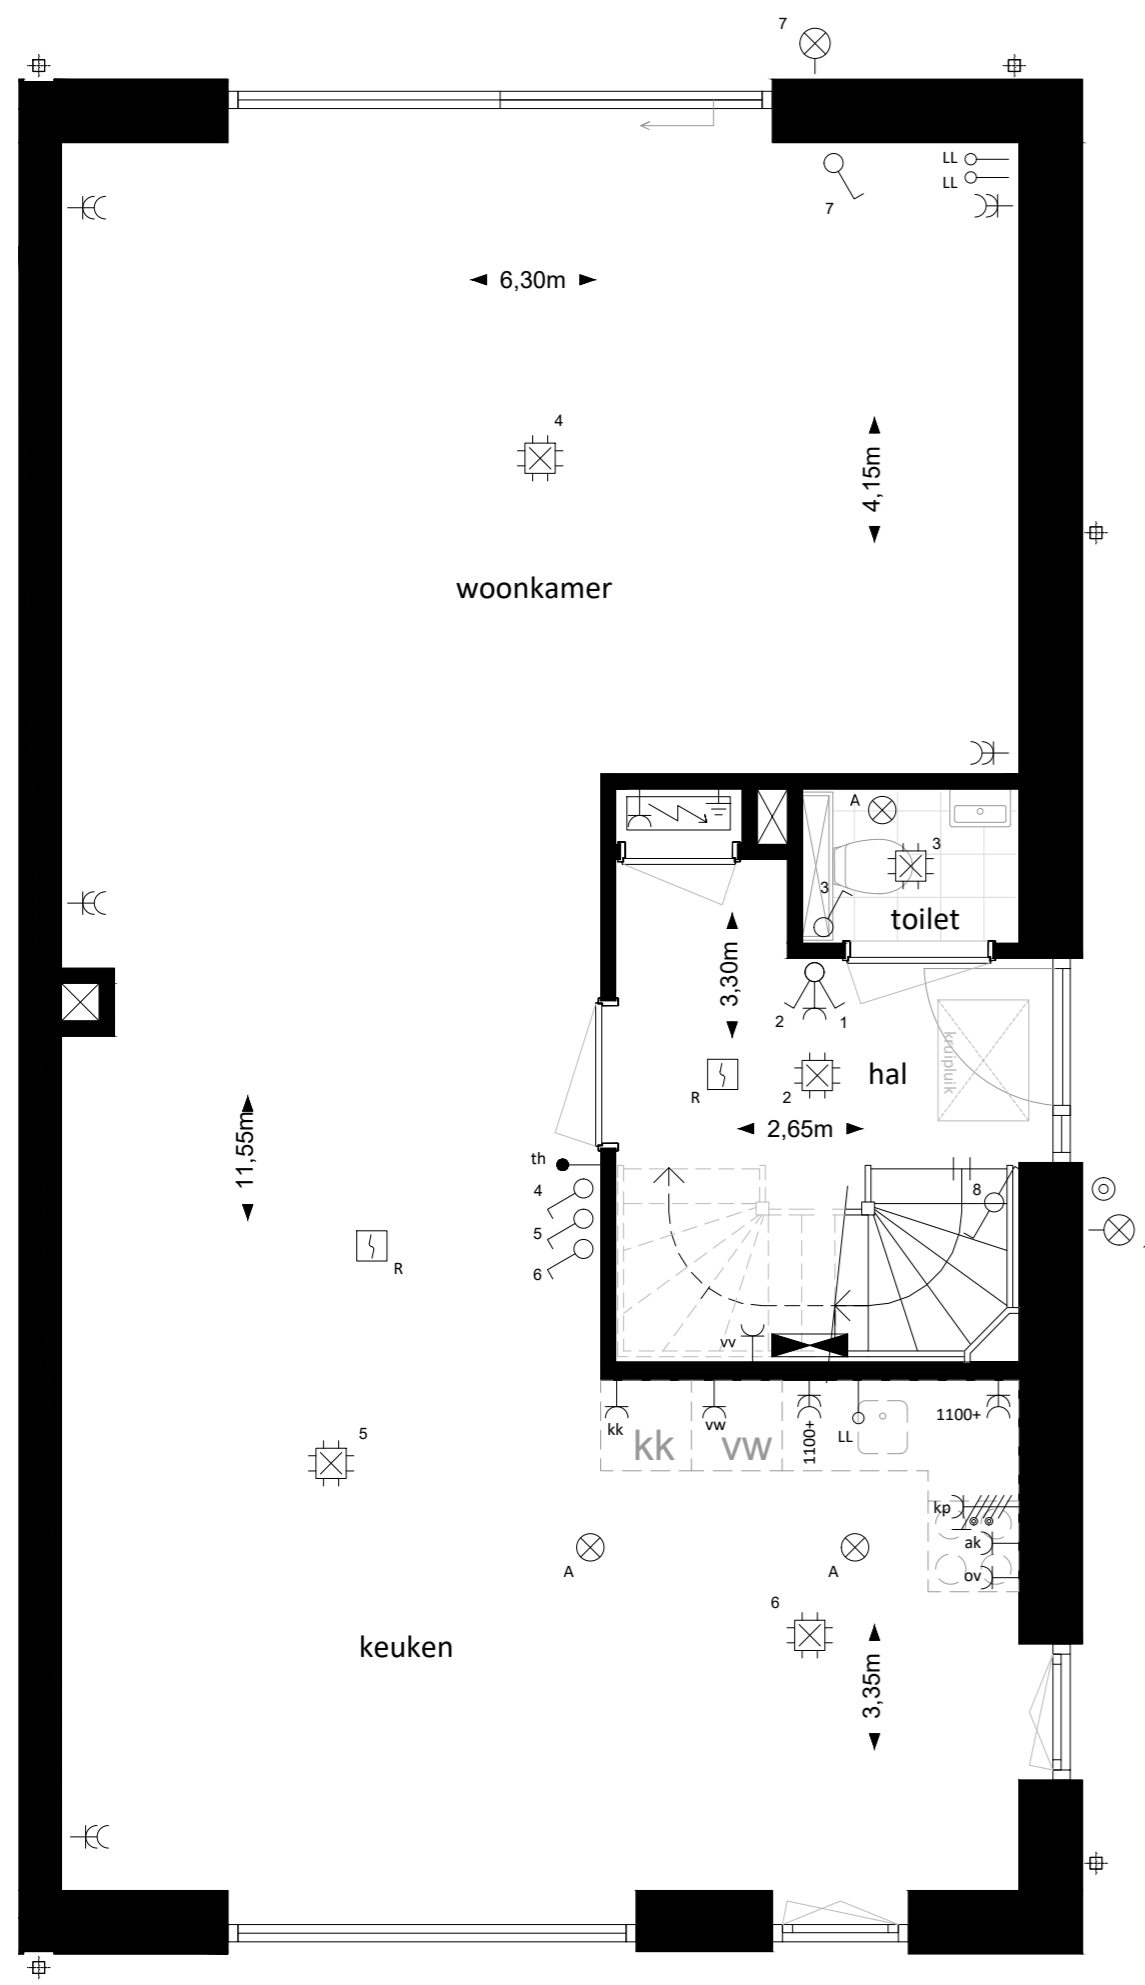 7
LL
LL
7
6,30m
4
4,15m
woonkamer
A
3
3
toilet
3,30m
2
1
kruipluik
hal
R
2
2,65m
11,55m
th
4
8
5
R
6
vv
kk
vw
1100+
LL
1100+
kk
vw
5
kp
ak
A
A
ov
6
keuken
3,35m